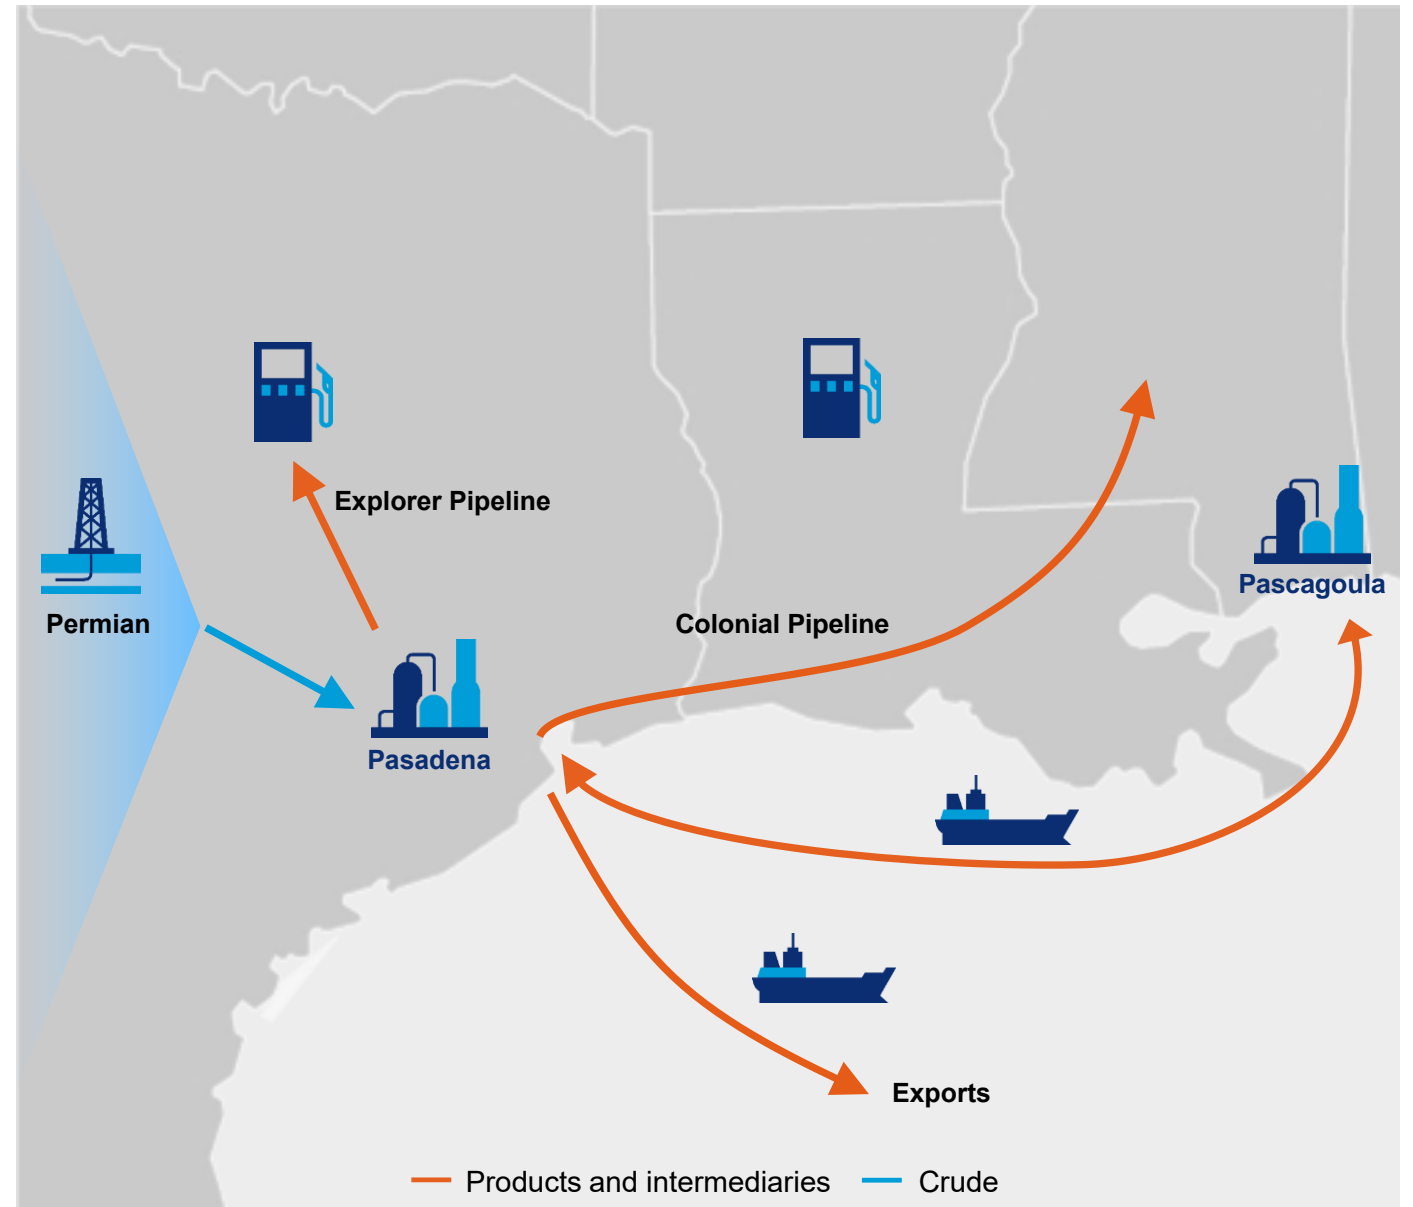 Explorer Pipeline
Pascagoula
Permian
Colonial Pipeline
Pasadena
Exports
Products and intermediaries
Crude